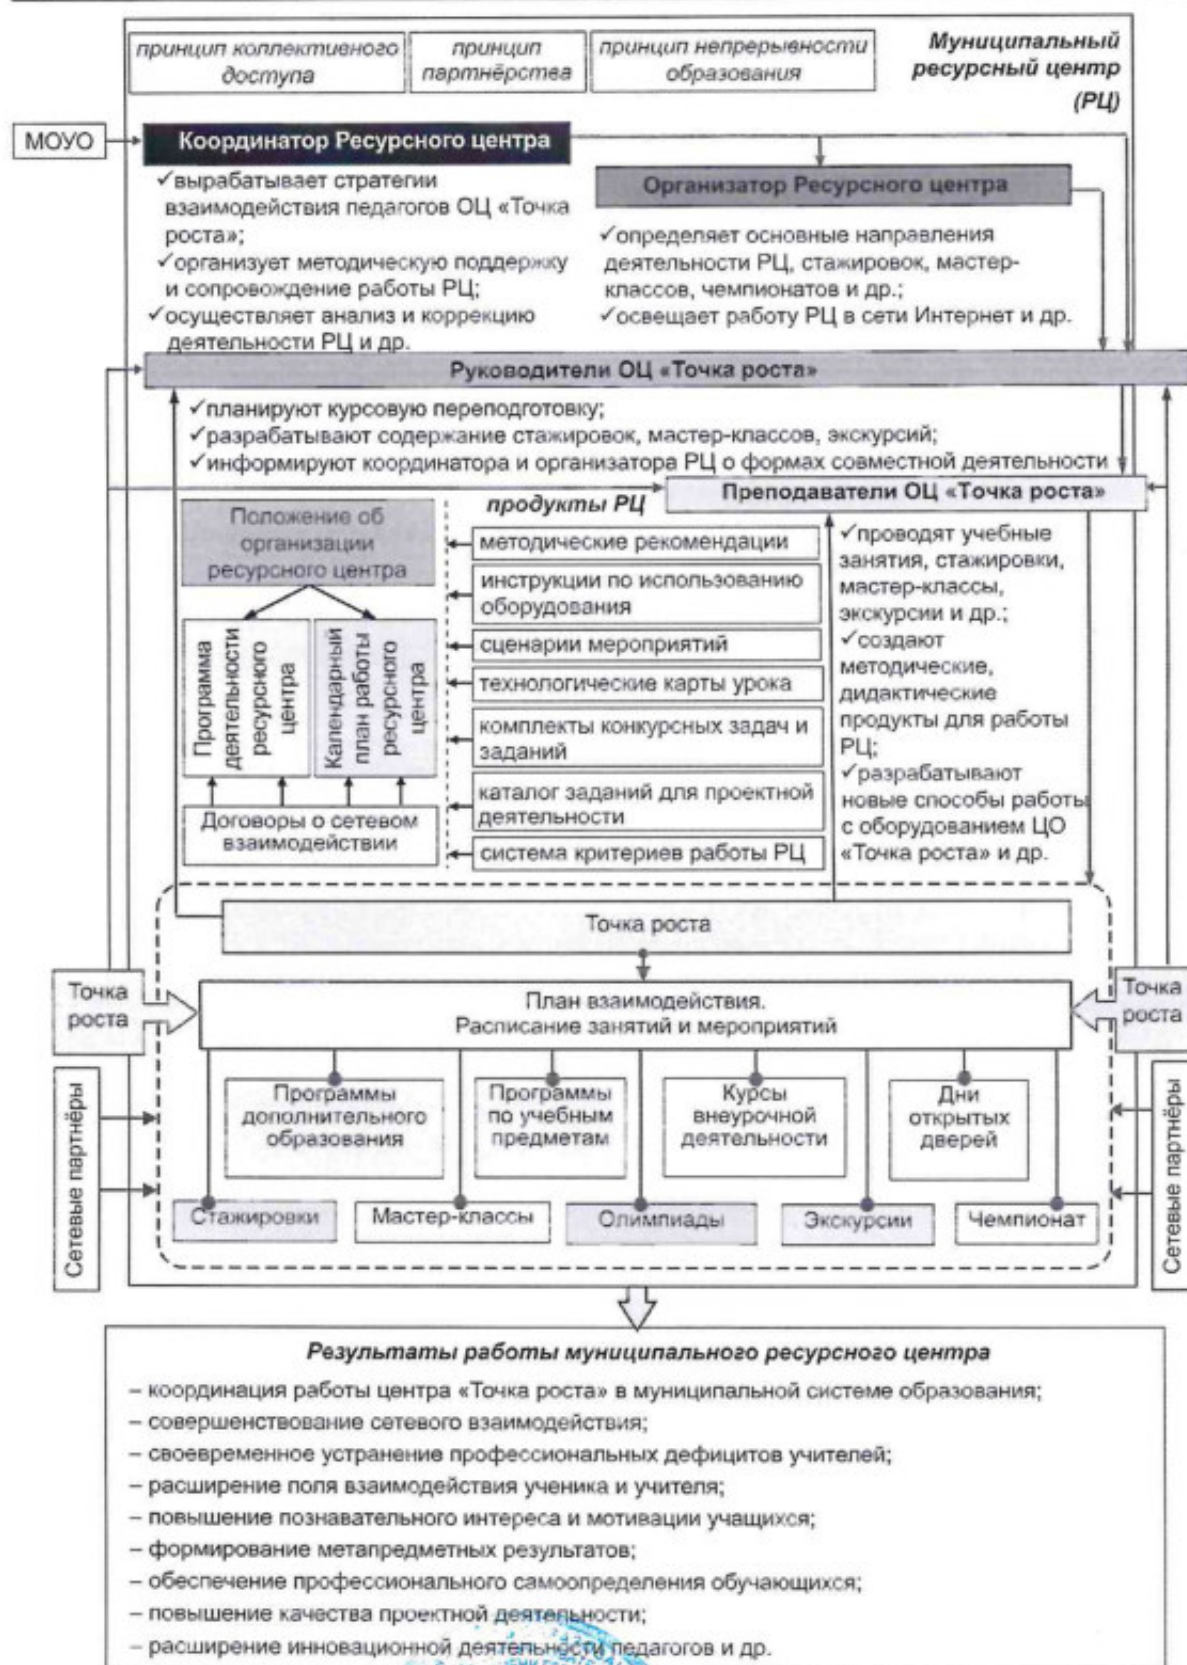 принцип коллективного
доступа
принцип
партнёрства
принцип непрерывности
образования
Муниципальный
ресурсный центр
(РЦ)
МОУО
Координатор Ресурсного центра
✓вырабатывает стратегии
взаимодействия педагогов ОЦ «Точка
роста»;
✓организует методическую поддержку
и сопровождение работы РЦ;
✓осуществляет анализ и коррекцию
деятельности РЦ и др.
Организатор Ресурсного центра
✓определяет основные направления
деятельности РЦ, стажировок, мастер-
классов, чемпионатов и др.;
✓освещает работу РЦ в сети Интернет и др.
Руководители ОЦ «Точка роста»
✓планируют курсовую переподготовку;
✓разрабатывают содержание стажировок, мастер-классов, экскурсий;
✓информируют координатора и организатора РЦ о формах совместной деятельности
Преподаватели ОЦ «Точка роста»
✓проводят учебные
занятия, стажировки,
мастер-классы,
экскурсии и др.;
✓создают
методические,
дидактические
продукты для работы
РЦ;
✓разрабатывают
новые способы работы
с оборудованием ЦО
«Точка роста» и др.
Положение об
организации
ресурсного центра
Программа
деятельности
ресурсного
центра
Календарный
план работы
ресурсного
центра
Договоры о сетевом
взаимодействии
продукты РЦ
методические рекомендации
инструкции по использованию
оборудования
сценарии мероприятий
технологические карты урока
комплекты конкурсных задач и
заданий
каталог заданий для проектной
деятельности
система критериев работы РЦ
Точка роста
Точка
роста
План взаимодействия.
Расписание занятий и мероприятий
Точка
роста
Сетевые партнёры
Программы
дополнительного
образования
Программы
по учебным
предметам
Курсы
внеурочной
деятельности
Дни
открытых
дверей
Сетевые партнёры
Стажировки
Мастер-классы
Олимпиады
Экскурсии
Чемпионат
Результаты работы муниципального ресурсного центра
– координация работы центра «Точка роста» в муниципальной системе образования;
– совершенствование сетевого взаимодействия;
– своевременное устранение профессиональных дефицитов учителей;
– расширение поля взаимодействия ученика и учителя;
– повышение познавательного интереса и мотивации учащихся;
– формирование метапредметных результатов;
– обеспечение профессионального самоопределения обучающихся;
– повышение качества проектной деятельности;
– расширение инновационной деятельности педагогов и др.